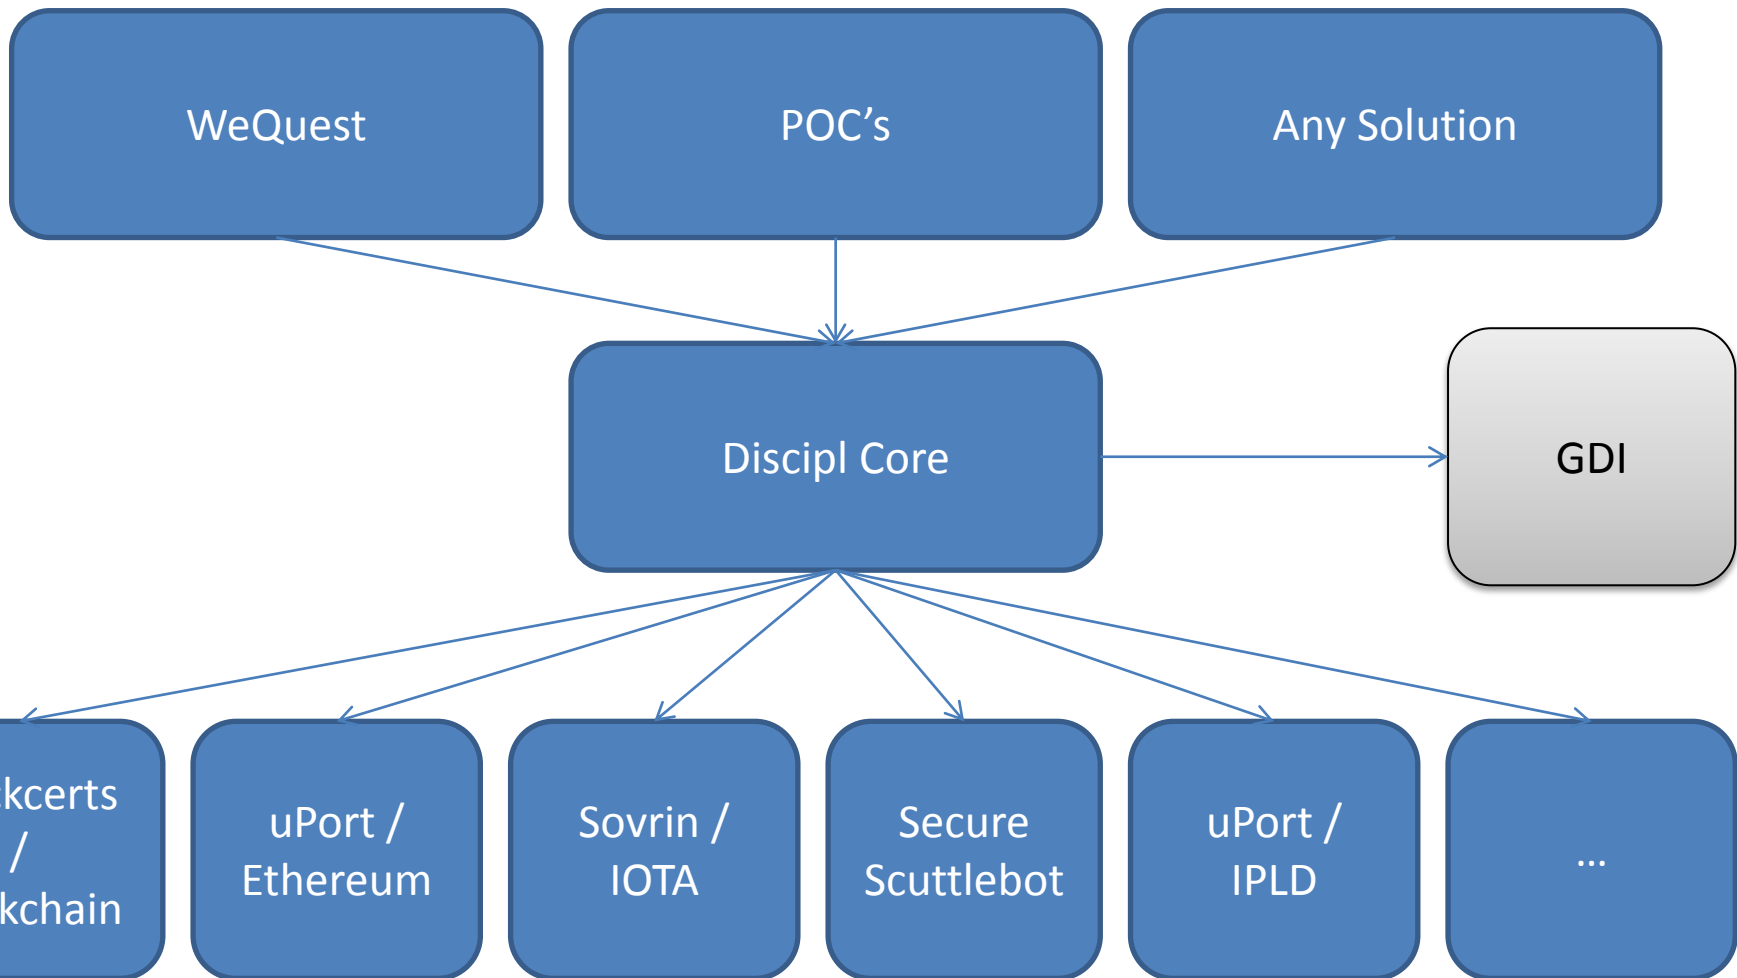 WeQuest
POC’s
Any Solution
Discipl Core
GDI
kcerts
/
kchain
uPort /
Ethereum
Sovrin /
IOTA
Secure
Scuttlebot
uPort /
IPLD
...